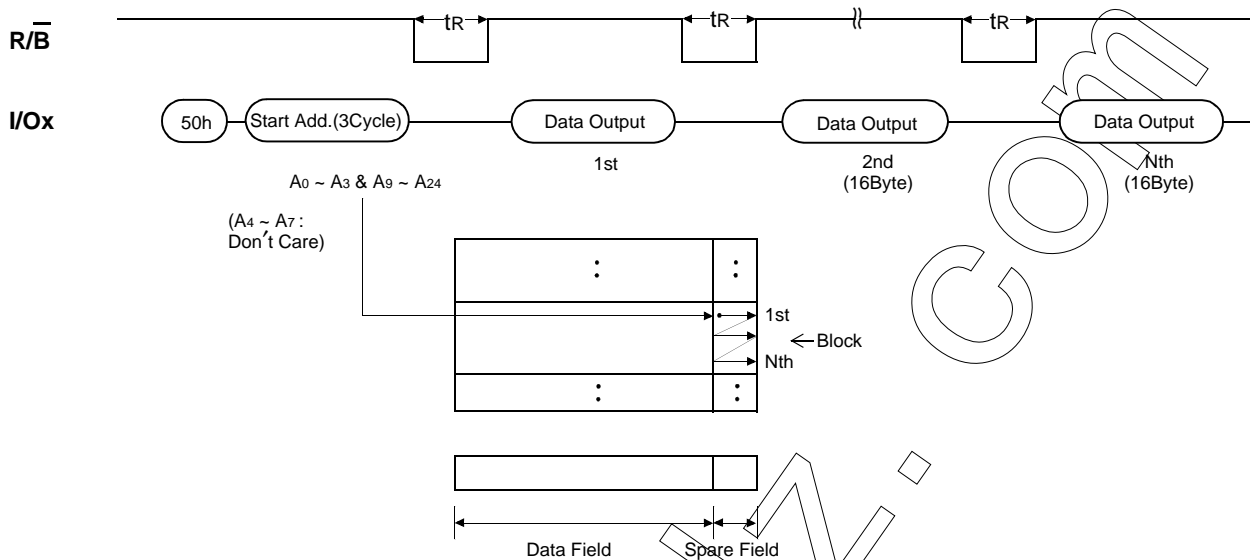 tR tR tR
R/B
I/Ox
50h Start Add.(3Cycle) Data Output Data Output Data Output
1st 2nd Nth
(16Byte) (16Byte)
A0 ~ A3 & A9 ~ A24
(A4 ~ A7 :
Don't Care)
1st
Block
Nth
Data Field Spare Field
com